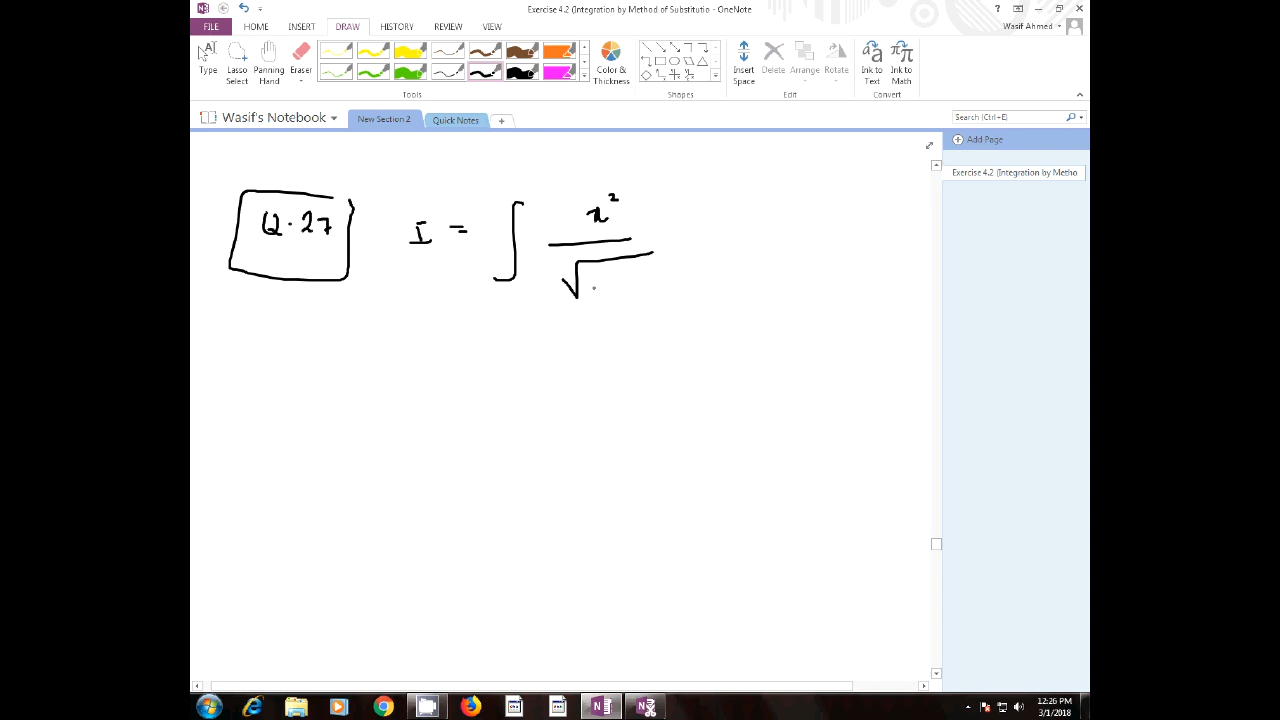 Exercise 4.2 (Integration by Method of Substitutio - OneNote
FILE HOME INSERT DRAW HISTORY REVIEW VIEW
Wasif Ahmed
Type Lasso Select Panning Hand Eraser Color & Thickness Insert Space Delete Arrange Rotate Ink to Text Ink to Math
Tools Shapes Edit Convert
Wasif's Notebook New Section 2 Quick Notes Search (Ctrl+E)
Add Page
Exercise 4.2 (Integration by Metho
Q.27 I = ∫ x² / √
12:26 PM
3/1/2018